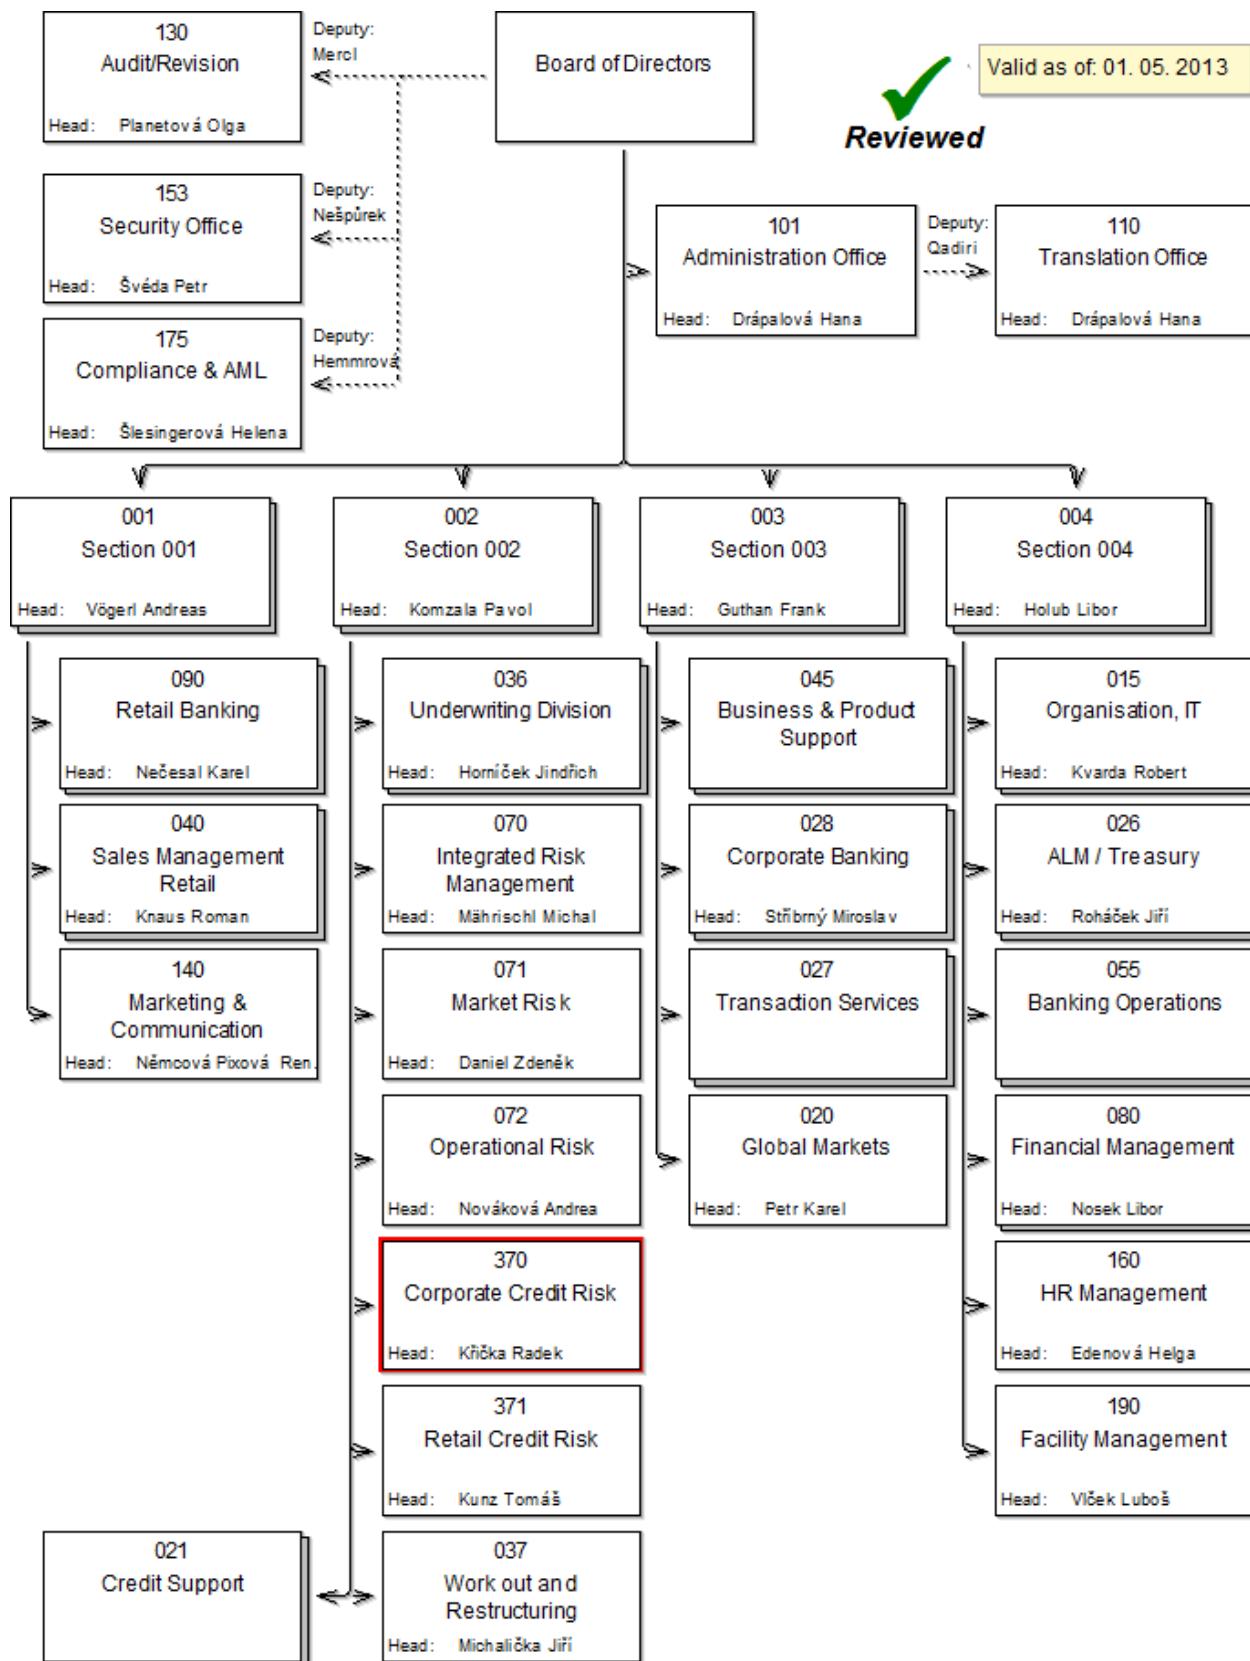 130
Audit/Revision
Head: Planetová Olga
Deputy:
Mercl
Board of Directors
Reviewed
Valid as of: 01. 05. 2013
153
Security Office
Head: Švéda Petr
Deputy:
Nešpůrek
101
Administration Office
Head: Drápalová Hana
Deputy:
Qadiri
110
Translation Office
Head: Drápalová Hana
175
Compliance & AML
Head: Šlesingerová Helena
Deputy:
Hemmrová
001
Section 001
Head: Vögerl Andreas
002
Section 002
Head: Komzala Pavol
003
Section 003
Head: Guthan Frank
004
Section 004
Head: Holub Libor
090
Retail Banking
Head: Nečesal Karel
036
Underwriting Division
Head: Horníček Jindřich
045
Business & Product
Support
Head:
015
Organisation, IT
Head: Kvarda Robert
040
Sales Management
Retail
Head: Knaus Roman
070
Integrated Risk
Management
Head: Mährischl Michal
028
Corporate Banking
Head: Stříbrný Miroslav
026
ALM / Treasury
Head: Roháček Jiří
140
Marketing &
Communication
Head: Němcová Pixová Ren.
071
Market Risk
Head: Daniel Zdeněk
027
Transaction Services
055
Banking Operations
072
Operational Risk
Head: Nováková Andrea
020
Global Markets
Head: Petr Karel
080
Financial Management
Head: Nosek Libor
370
Corporate Credit Risk
Head: Křička Radek
160
HR Management
Head: Edenová Helga
371
Retail Credit Risk
Head: Kunz Tomáš
190
Facility Management
Head: Vlček Luboš
021
Credit Support
037
Work out and
Restructuring
Head: Michalička Jiří